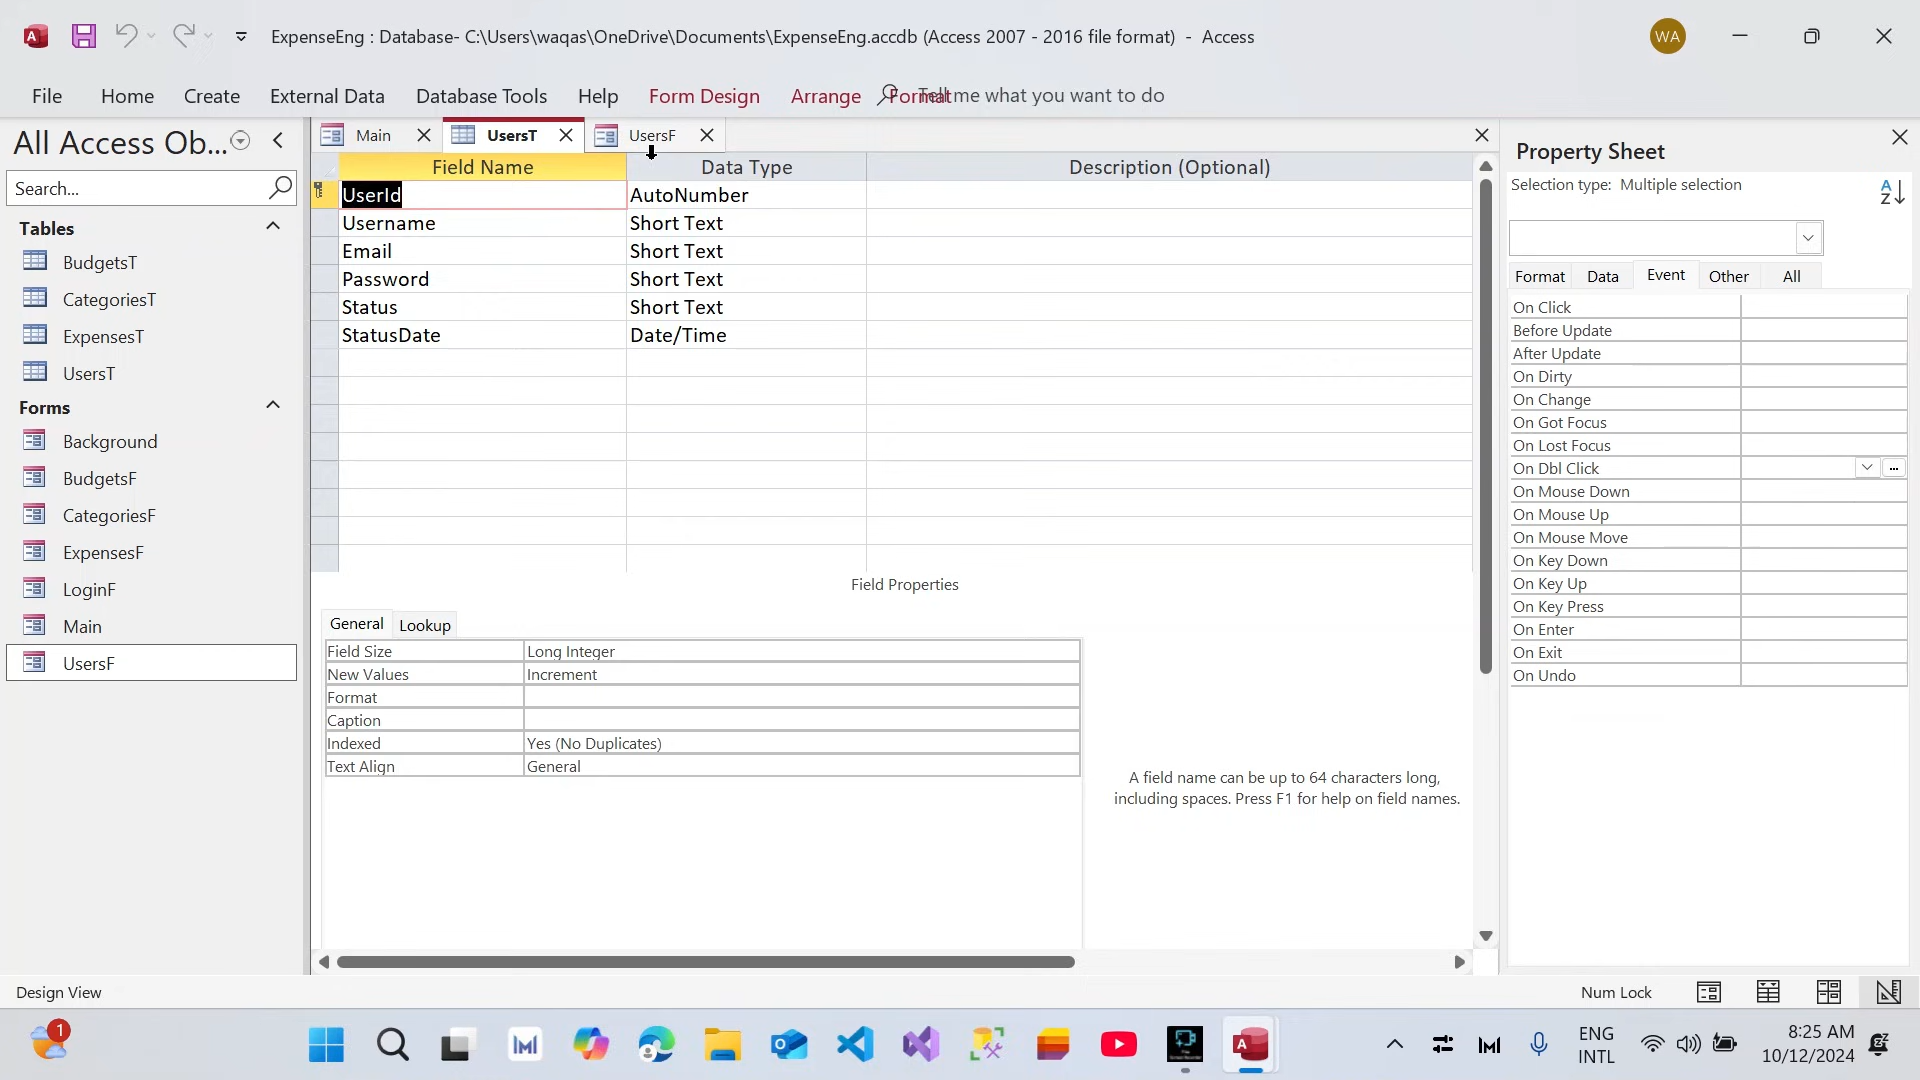 ExpenseEng : Database- C:\Users\waqas\OneDrive\Documents\ExpenseEng.accdb (Access 2007 - 2016 file format) - Access
WA
File Home Create External Data Database Tools Help Form Design Arrange Format Tell me what you want to do
All Access Ob...
Search...
Tables
BudgetsT
CategoriesT
ExpensesT
UsersT
Forms
Background
BudgetsF
CategoriesF
ExpensesF
LoginF
Main
UsersF
Main UsersT UsersF
Field Name Data Type Description (Optional)
UserId AutoNumber
Username Short Text
Email Short Text
Password Short Text
Status Short Text
StatusDate Date/Time
Field Properties
General Lookup
Field Size Long Integer
New Values Increment
Format
Caption
Indexed Yes (No Duplicates)
Text Align General
A field name can be up to 64 characters long,
including spaces. Press F1 for help on field names.
Property Sheet
Selection type: Multiple selection
A
Z
Format Data Event Other All
On Click
Before Update
After Update
On Dirty
On Change
On Got Focus
On Lost Focus
On Dbl Click
On Mouse Down
On Mouse Up
On Mouse Move
On Key Down
On Key Up
On Key Press
On Enter
On Exit
On Undo
Design View
Num Lock
1
ENG
INTL
8:25 AM
10/12/2024